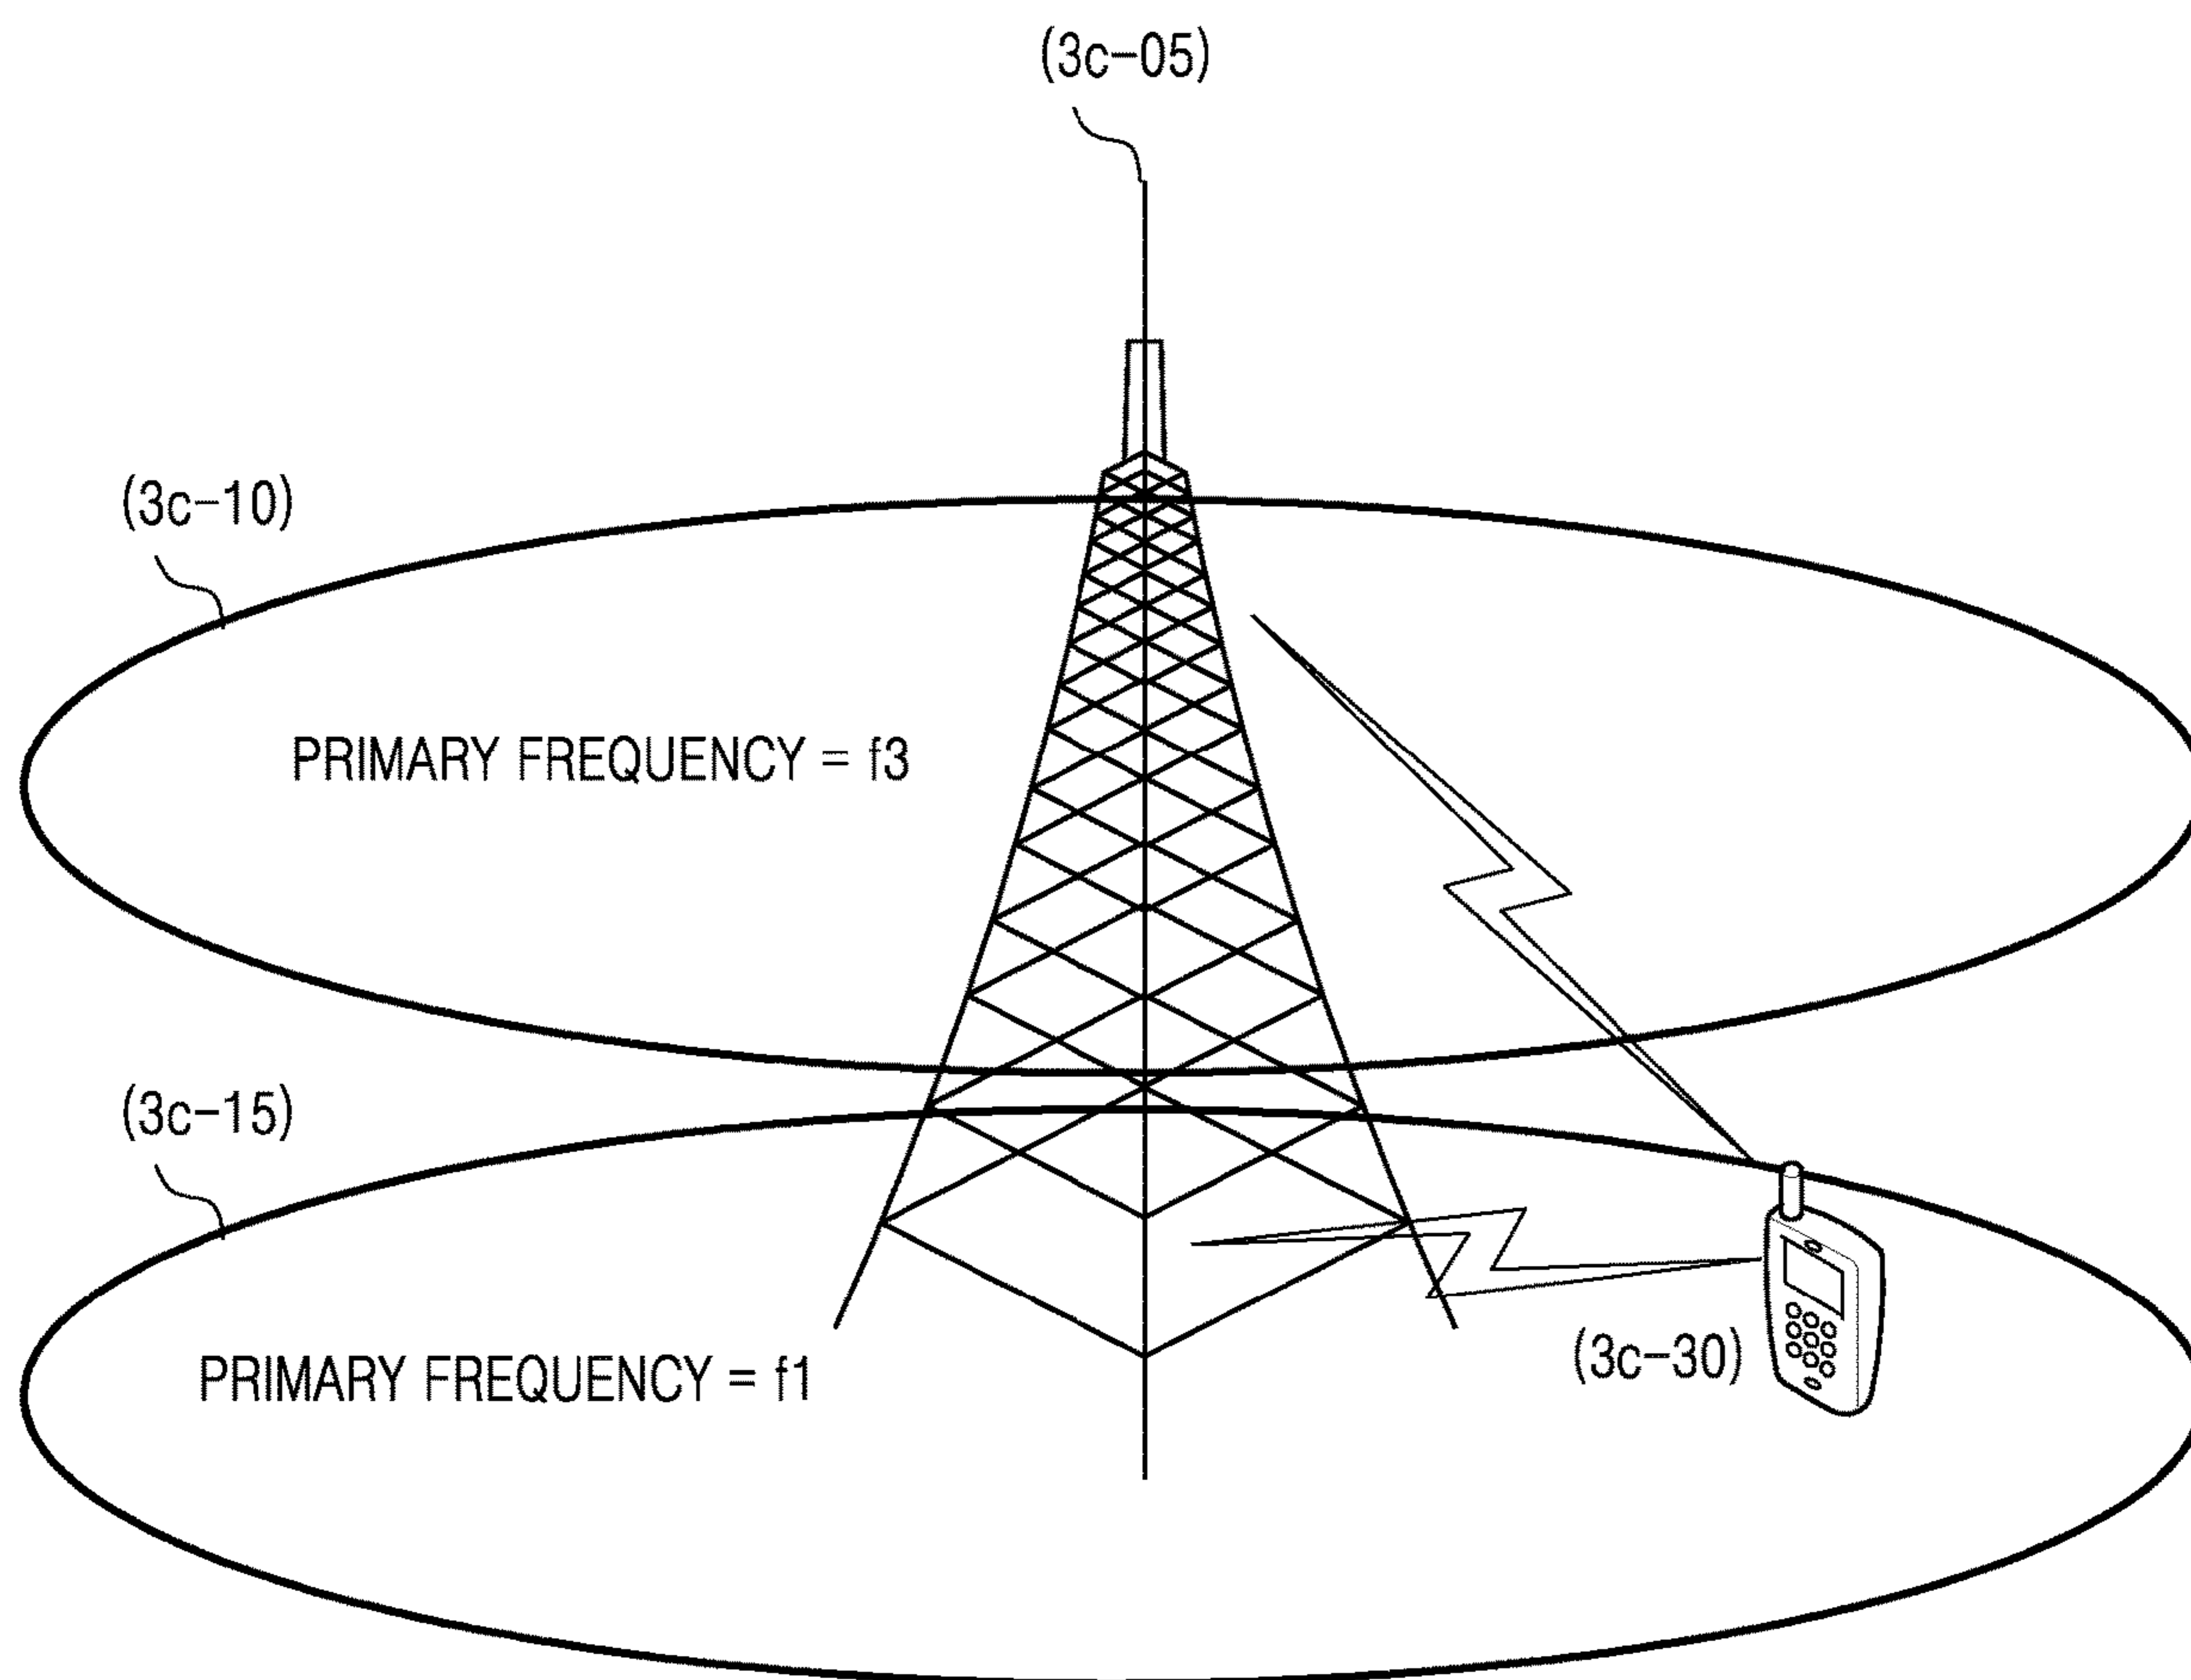 (3c-05)
(3c-10)
PRIMARY FREQUENCY = f3
(3c-15)
(3c-30)
PRIMARY FREQUENCY = f1